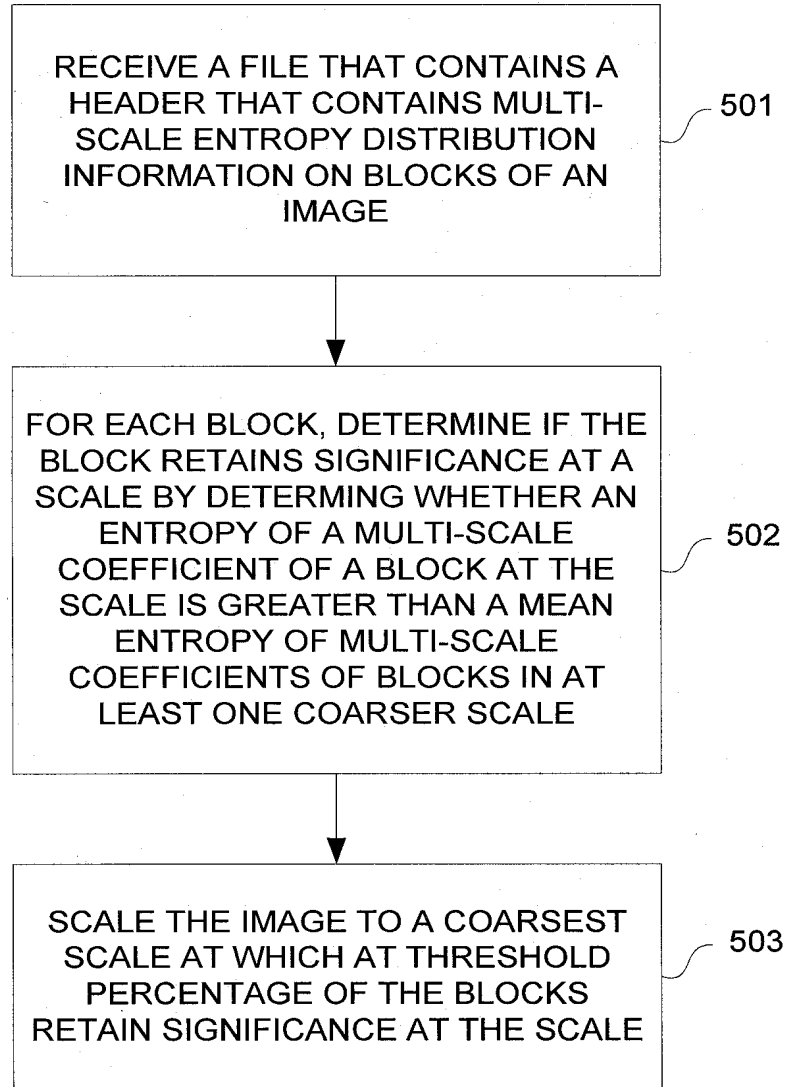 RECEIVE A FILE THAT CONTAINS A
HEADER THAT CONTAINS MULTI-
SCALE ENTROPY DISTRIBUTION
INFORMATION ON BLOCKS OF AN
IMAGE
501
FOR EACH BLOCK, DETERMINE IF THE
BLOCK RETAINS SIGNIFICANCE AT A
SCALE BY DETERMINING WHETHER AN
ENTROPY OF A MULTI-SCALE
COEFFICIENT OF A BLOCK AT THE
SCALE IS GREATER THAN A MEAN
ENTROPY OF MULTI-SCALE
COEFFICIENTS OF BLOCKS IN AT
LEAST ONE COARSER SCALE
502
SCALE THE IMAGE TO A COARSEST
SCALE AT WHICH AT THRESHOLD
PERCENTAGE OF THE BLOCKS
RETAIN SIGNIFICANCE AT THE SCALE
503